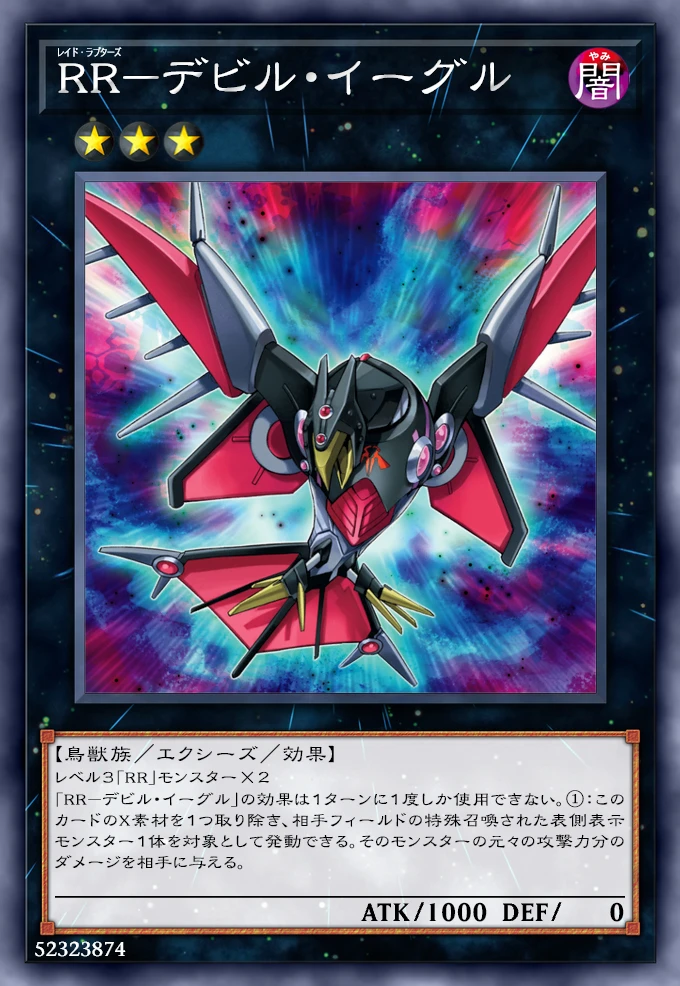 レイド・ラプターズ
RR－デビル・イーグル
やみ
闇
【鳥獣族／エクシーズ／効果】
レベル３「RR」モンスター×２
「RR－デビル・イーグル」の効果は１ターンに１度しか使用できない。①：この
カードのX素材を１つ取り除き、相手フィールドの特殊召喚された表側表示
モンスター１体を対象として発動できる。そのモンスターの元々の攻撃力分の
ダメージを相手に与える。
ATK/1000 DEF/ 0
52323874